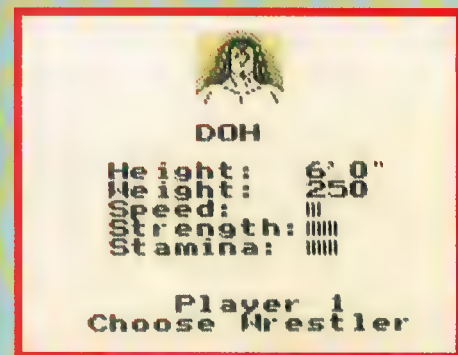 DOH
Height: 6' 0"
Weight: 250
Speed:
Strength:
Stamina:
Player 1
Choose Wrestler